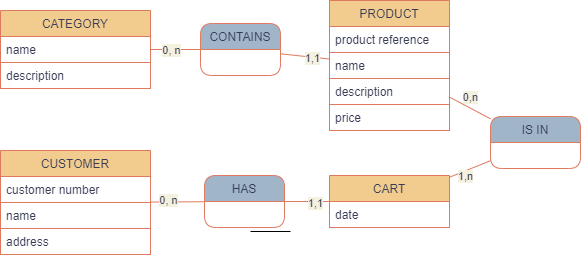 CATEGORY
name
description
0, n
CONTAINS
1,1
PRODUCT
product reference
name
description
price
0,n
IS IN
1,n
CUSTOMER
customer number
name
address
0, n
HAS
1,1
CART
date